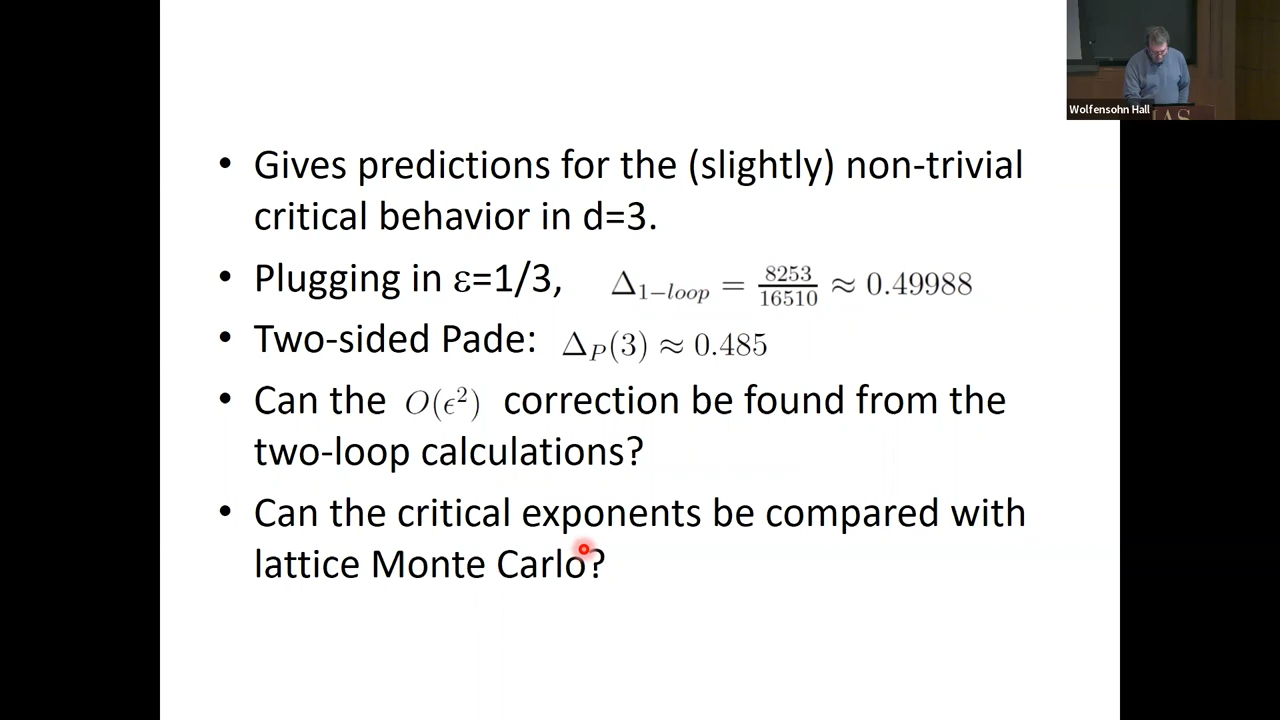 Wolfensohn Hall
AS
• Gives predictions for the (slightly) non-trivial
critical behavior in d=3.
• Plugging in ε=1/3, Δ₁₋ₗₒₒₚ = 8253/16510 ≈ 0.49988
• Two-sided Pade: Δ_P(3) ≈ 0.485
• Can the O(ϵ²) correction be found from the
two-loop calculations?
• Can the critical exponents be compared with
lattice Monte Carlo?